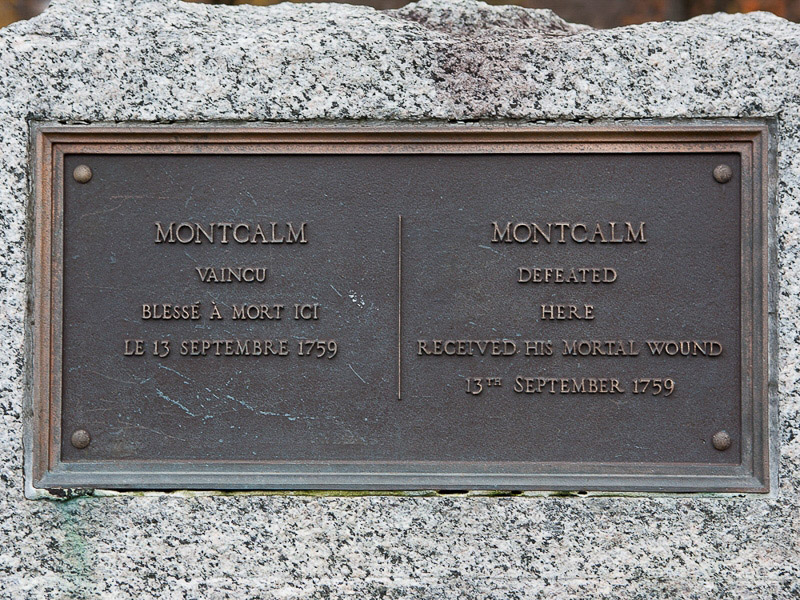 MONTCALM
VAINCU
BLESSÉ À MORT ICI
LE 13 SEPTEMBRE 1759
MONTCALM
DEFEATED
HERE
RECEIVED HIS MORTAL WOUND
13TH SEPTEMBER 1759